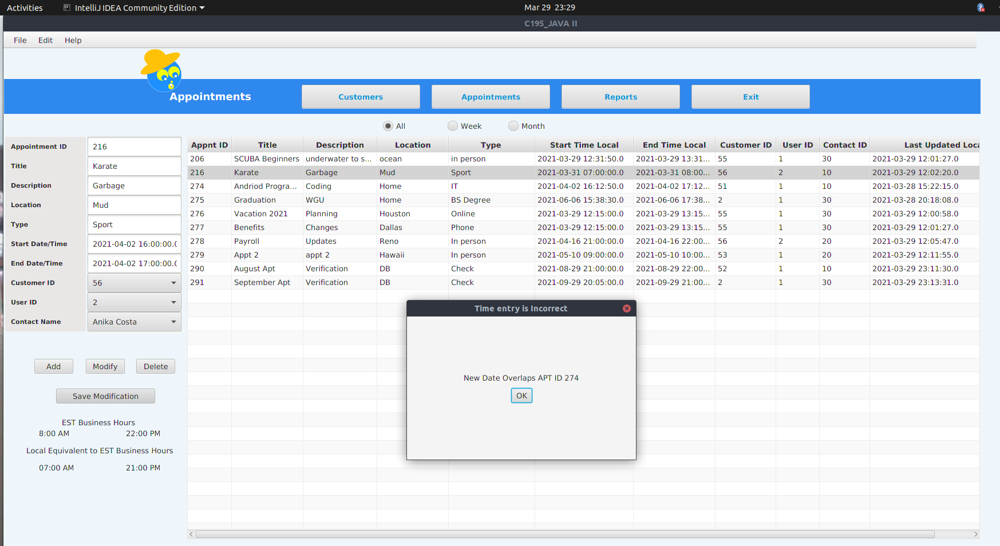 Activities IntelliJ IDEA Community Edition Mar 29 23:29
C195_JAVA II
File Edit Help
Appointments Customers Appointments Reports Exit
All Week Month
Appointment ID 216
Title Karate
Description Garbage
Location Mud
Type Sport
Start Date/Time 2021-04-02 16:00:00.0
End Date/Time 2021-04-02 17:00:00.0
Customer ID 56
User ID 2
Contact Name Anika Costa
Add Modify Delete
Save Modification
EST Business Hours
8:00 AM 22:00 PM
Local Equivalent to EST Business Hours
07:00 AM 21:00 PM
Appnt ID Title Description Location Type Start Time Local End Time Local Customer ID User ID Contact ID Last Updated Loca
206 SCUBA Beginners underwater to s... ocean in person 2021-03-29 12:31:50.0 2021-03-29 13:31... 55 1 30 2021-03-29 12:01:27.0
216 Karate Garbage Mud Sport 2021-03-31 07:00:00.0 2021-03-31 08:00... 56 2 10 2021-03-29 12:02:20.0
274 Andriod Progra... Coding Home IT 2021-04-02 16:12:50.0 2021-04-02 17:12... 51 1 10 2021-03-28 15:22:15.0
275 Graduation WGU Home BS Degree 2021-06-06 15:38:30.0 2021-06-06 17:38... 2 1 30 2021-03-28 20:18:08.0
276 Vacation 2021 Planning Houston Online 2021-03-29 12:15:00.0 2021-03-29 13:15... 55 1 30 2021-03-29 12:00:58.0
277 Benefits Changes Dallas Phone 2021-03-29 12:15:00.0 2021-03-29 13:15... 55 1 30 2021-03-29 12:01:27.0
278 Payroll Updates Reno In person 2021-04-16 21:00:00.0 2021-04-16 22:00... 56 2 20 2021-03-29 12:05:47.0
279 Appt 2 appt 2 Hawaii In person 2021-05-10 09:00:00.0 2021-05-10 10:00... 53 1 20 2021-03-29 12:11:55.0
290 August Apt Verification DB Check 2021-08-29 21:00:00.0 2021-08-29 22:00... 52 1 10 2021-03-29 23:11:30.0
291 September Apt Verification DB Check 2021-09-29 20:05:00.0 2021-09-29 21:00... 2 1 30 2021-03-29 23:13:31.0
Time entry is Incorrect
New Date Overlaps APT ID 274
OK